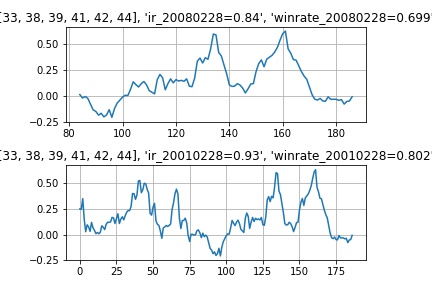 [33, 38, 39, 41, 42, 44], 'ir_20080228=0.84', 'winrate_20080228=0.699'
0.50
0.25
0.00
−0.25
80 100 120 140 160 180
[33, 38, 39, 41, 42, 44], 'ir_20010228=0.93', 'winrate_20010228=0.802'
0.50
0.25
0.00
−0.25
0 25 50 75 100 125 150 175